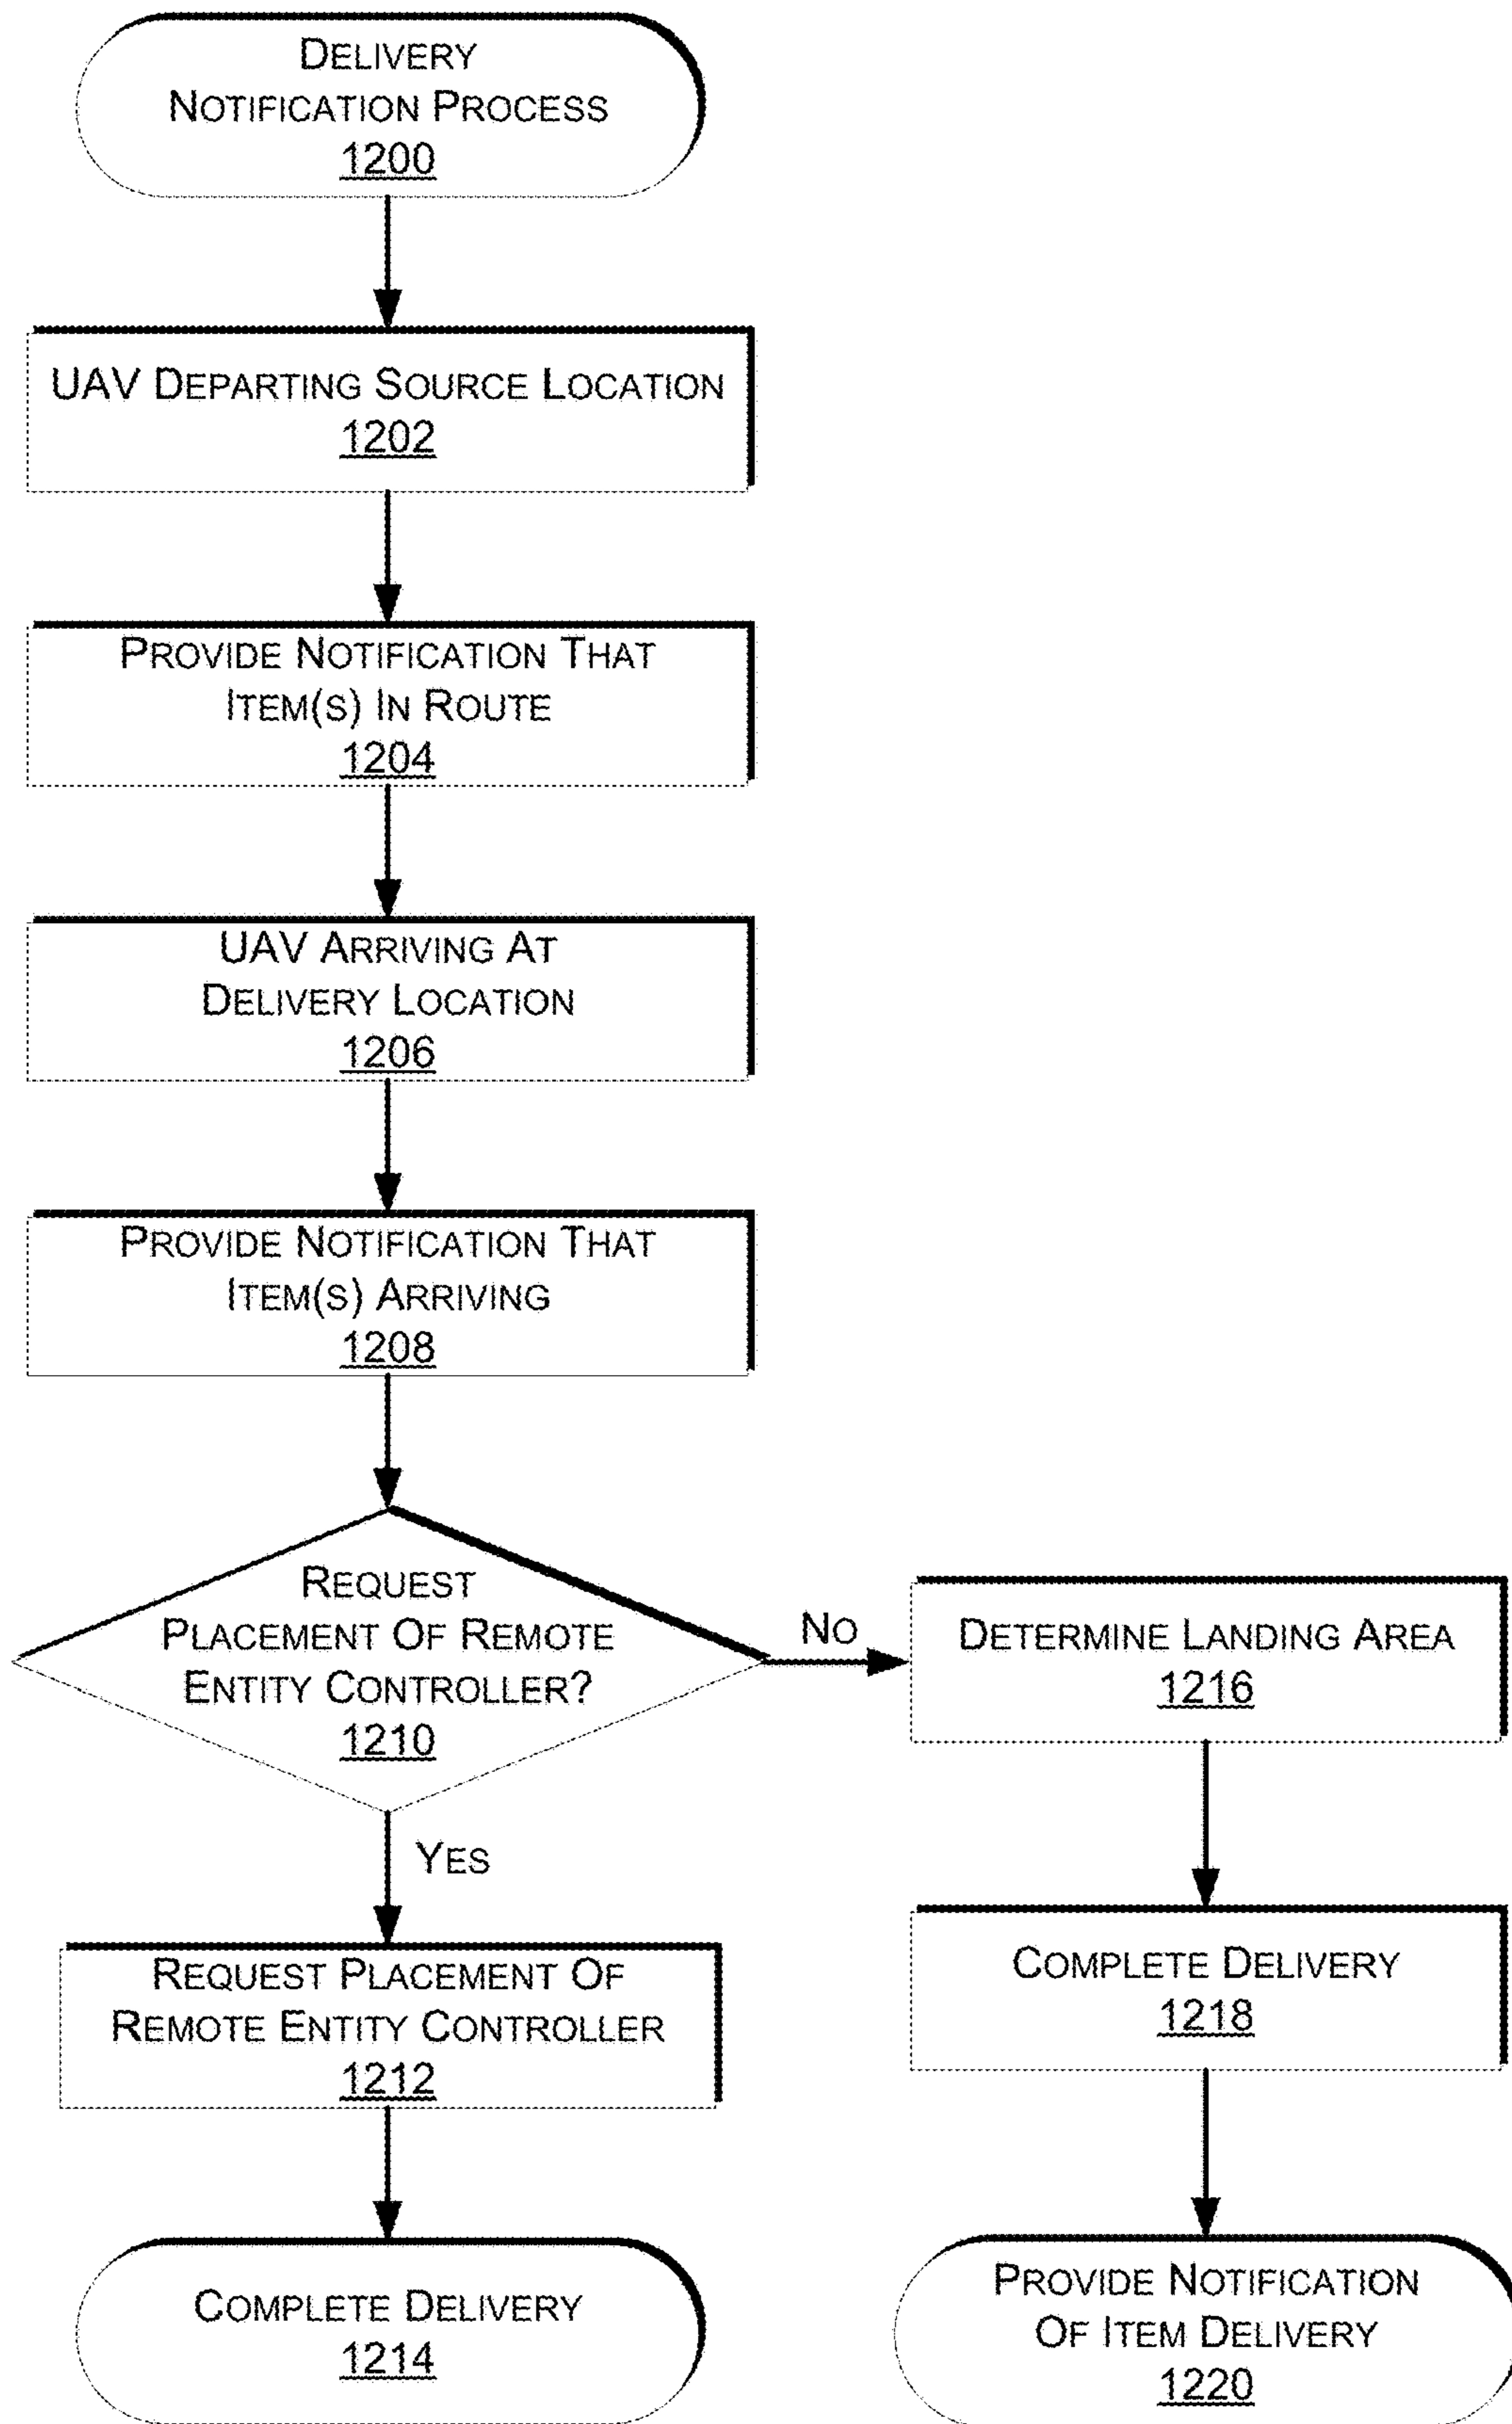 DELIVERY
NOTIFICATION PROCESS
1200
UAV DEPARTING SOURCE LOCATION
1202
PROVIDE NOTIFICATION THAT
ITEM(S) IN ROUTE
1204
UAV ARRIVING AT
DELIVERY LOCATION
1206
PROVIDE NOTIFICATION THAT
ITEM(S) ARRIVING
1208
REQUEST
PLACEMENT OF REMOTE
ENTITY CONTROLLER?
1210
NO
DETERMINE LANDING AREA
1216
YES
REQUEST PLACEMENT OF
REMOTE ENTITY CONTROLLER
1212
COMPLETE DELIVERY
1218
COMPLETE DELIVERY
1214
PROVIDE NOTIFICATION
OF ITEM DELIVERY
1220